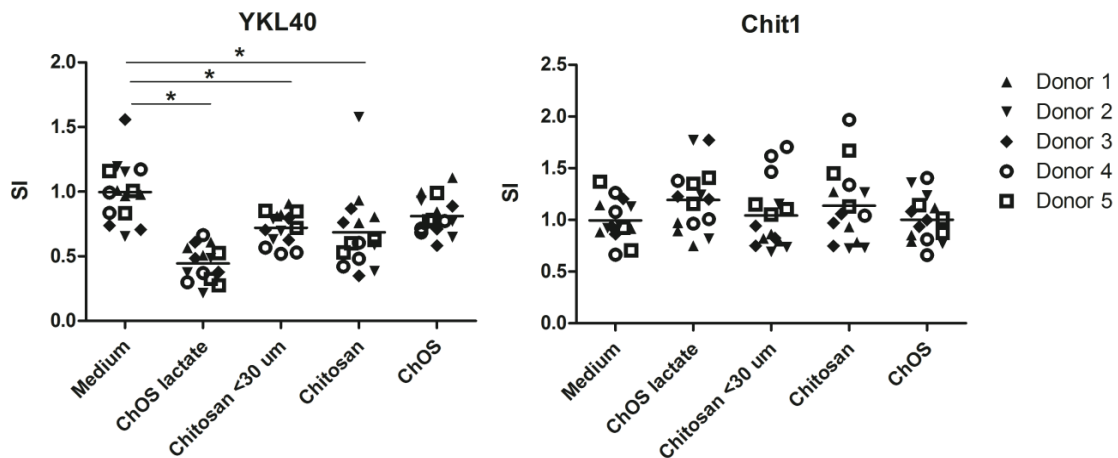 YKL40
*
*
*
SI
2.0
1.5
1.0
0.5
0.0
Medium
ChOS lactate
Chitosan <30 um
Chitosan
ChOS
Chit1
SI
2.5
2.0
1.5
1.0
0.5
0.0
Medium
ChOS lactate
Chitosan <30 um
Chitosan
ChOS
Donor 1
Donor 2
Donor 3
Donor 4
Donor 5